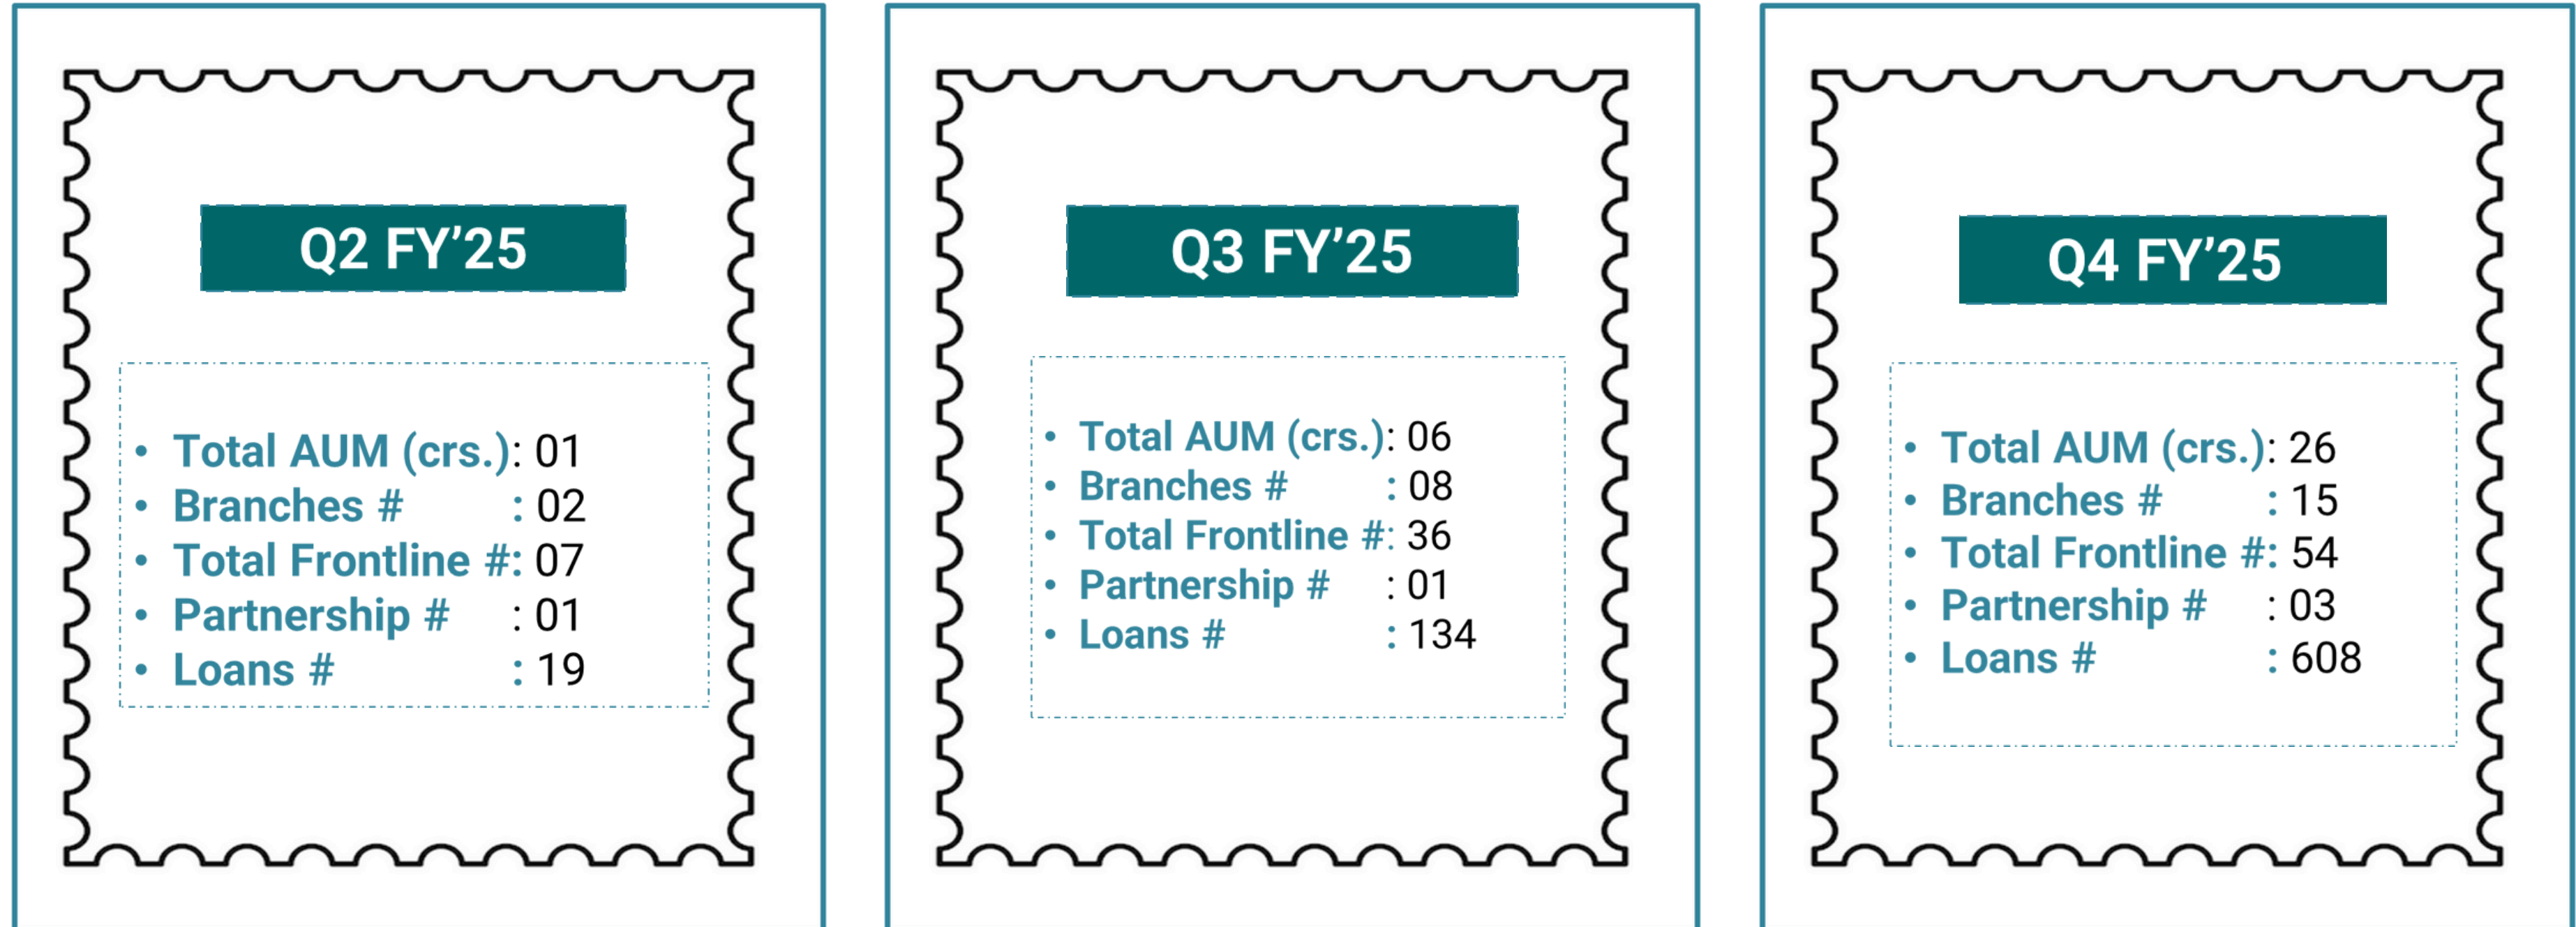 Q2 FY’25
• Total AUM (crs.): 01
• Branches # : 02
• Total Frontline #: 07
• Partnership # : 01
• Loans # : 19
Q3 FY’25
• Total AUM (crs.): 06
• Branches # : 08
• Total Frontline #: 36
• Partnership # : 01
• Loans # : 134
Q4 FY’25
• Total AUM (crs.): 26
• Branches # : 15
• Total Frontline #: 54
• Partnership # : 03
• Loans # : 608